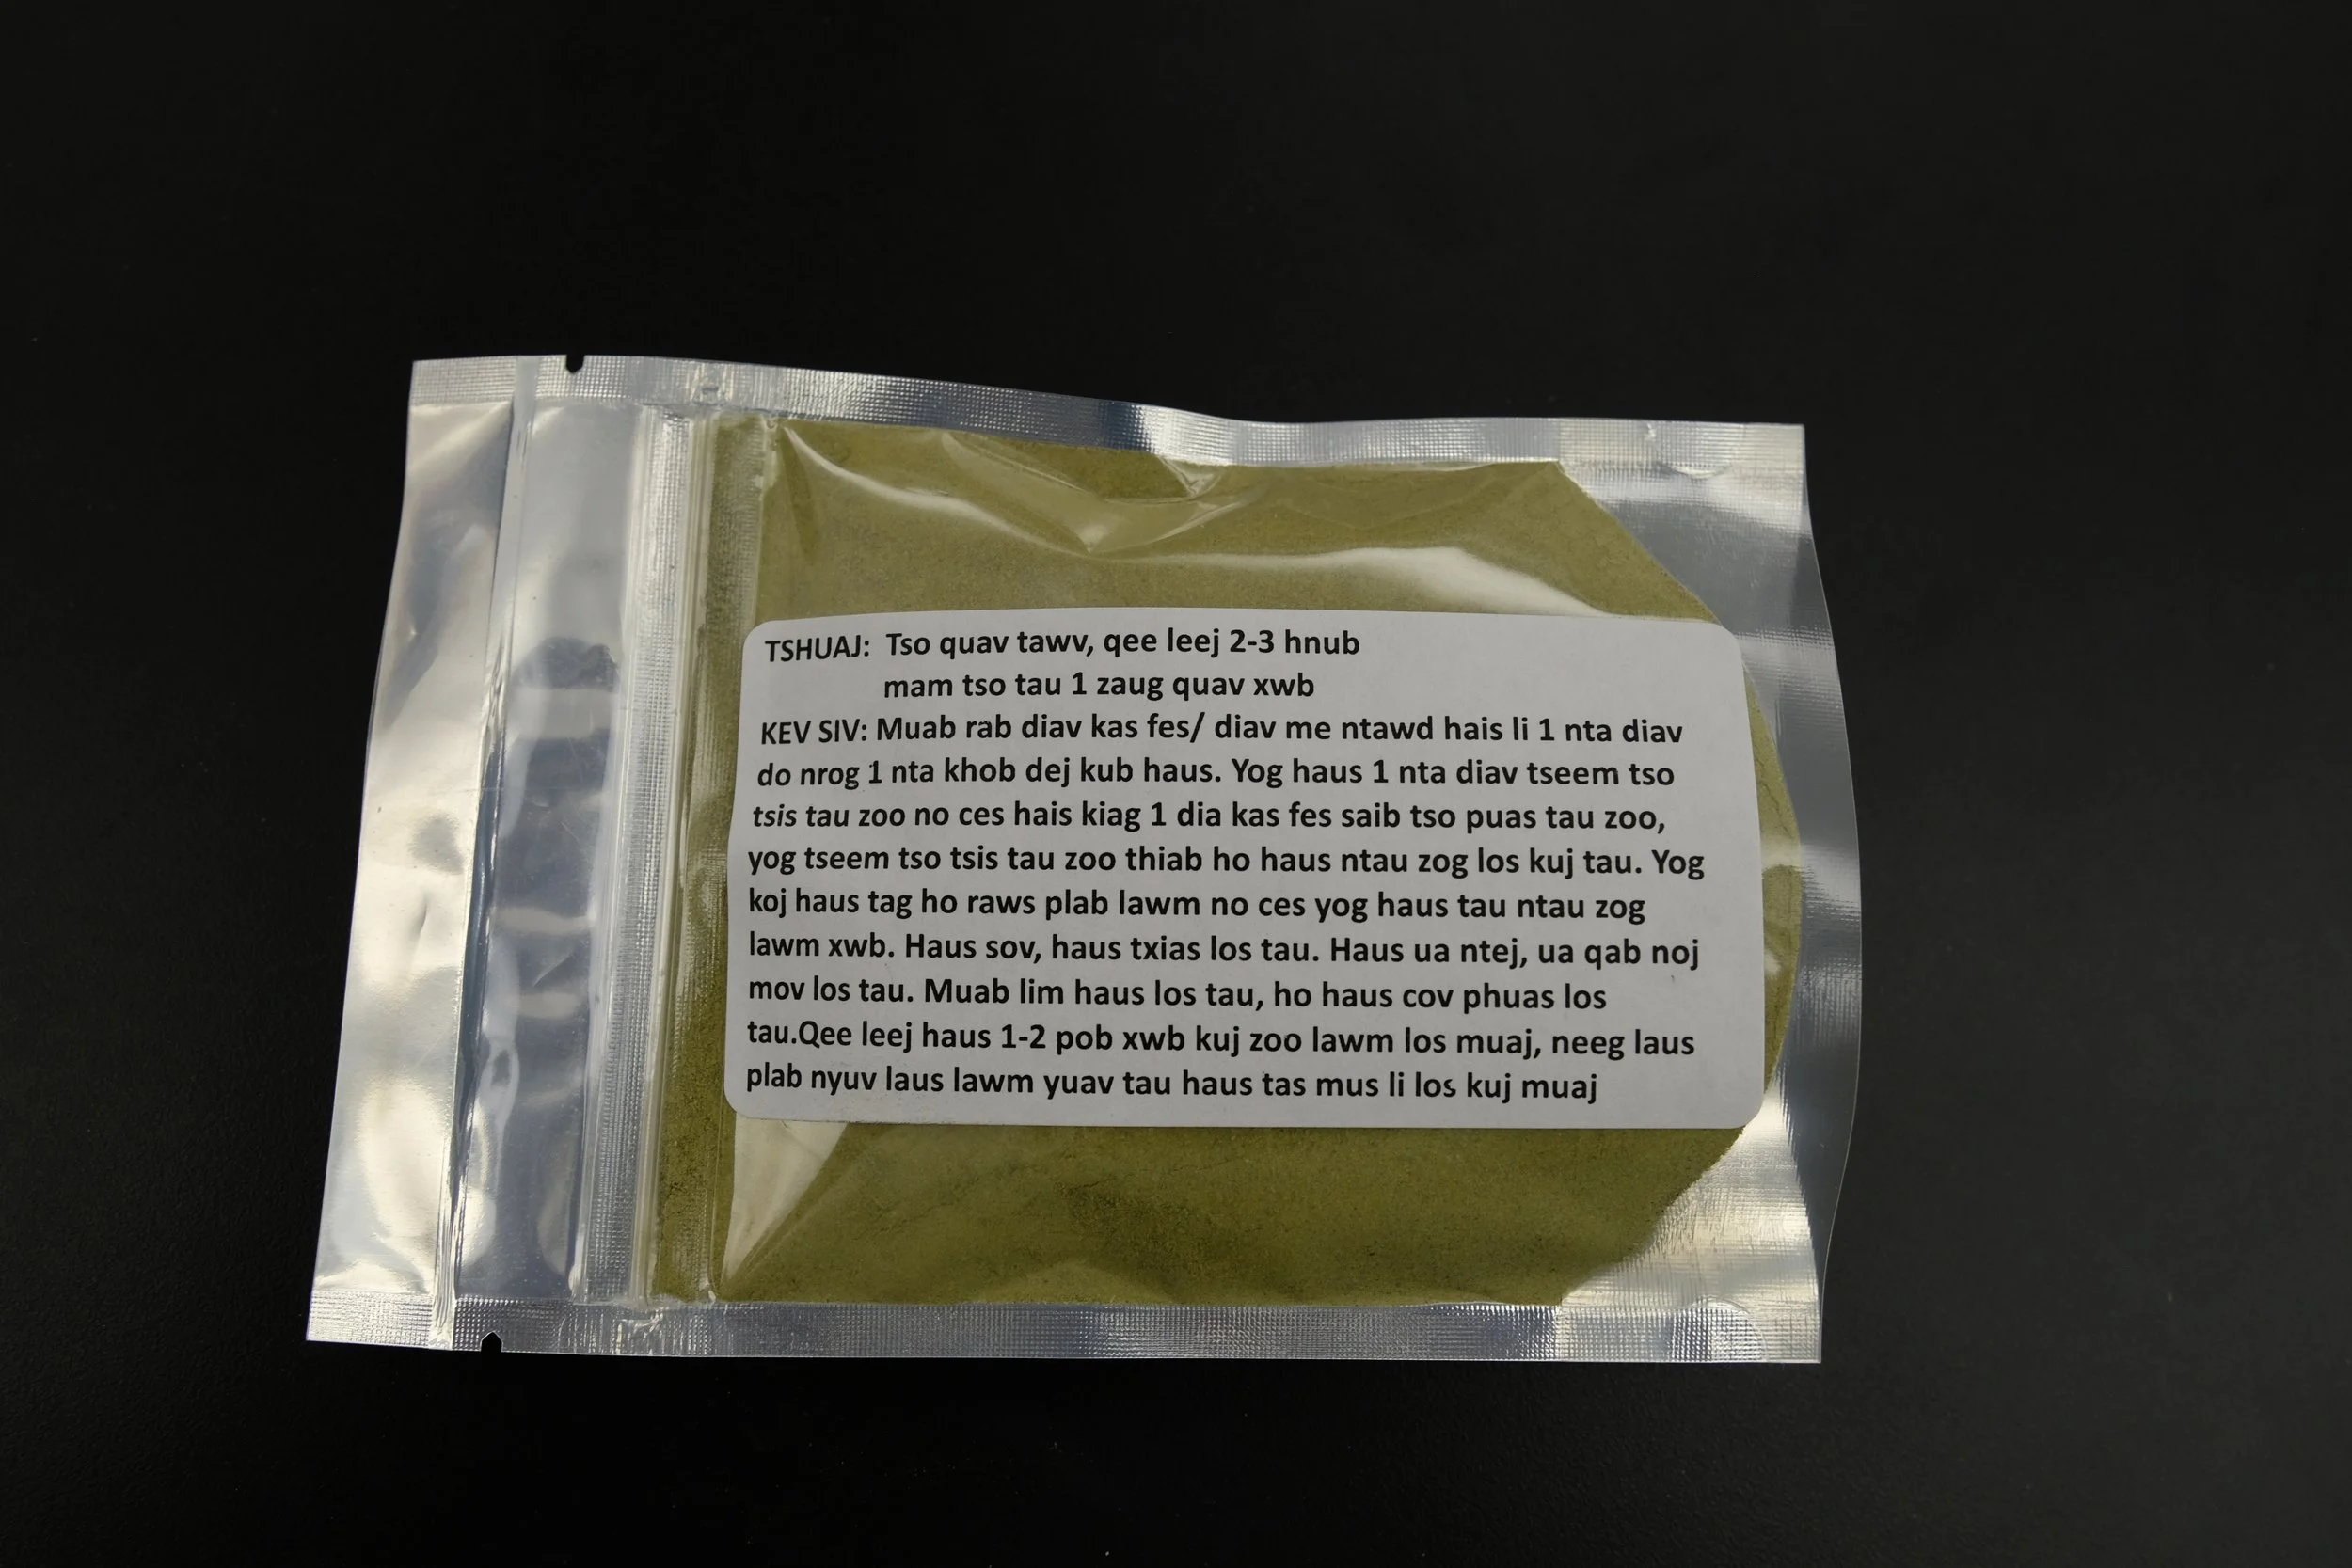 TSHUAJ: Tso quav tawv, qee leej 2-3 hnub
mam tso tau 1 zaug quav xwb
KEV SIV: Muab rab diav kas fes/ diav me ntawd hais li 1 nta diav
do nrog 1 nta khob dej kub haus. Yog haus 1 nta diav tseem tso
tsis tau zoo no ces hais kiag 1 dia kas fes saib tso puas tau zoo,
yog tseem tso tsis tau zoo thiab ho haus ntau zog los kuj tau. Yog
koj haus tag ho raws plab lawm no ces yog haus tau ntau zog
lawm xwb. Haus sov, haus txias los tau. Haus ua ntej, ua qab noj
mov los tau. Muab lim haus los tau, ho haus cov phuas los
tau.Qee leej haus 1-2 pob xwb kuj zoo lawm los muaj, neeg laus
plab nyuv laus lawm yuav tau haus tas mus li los kuj muaj